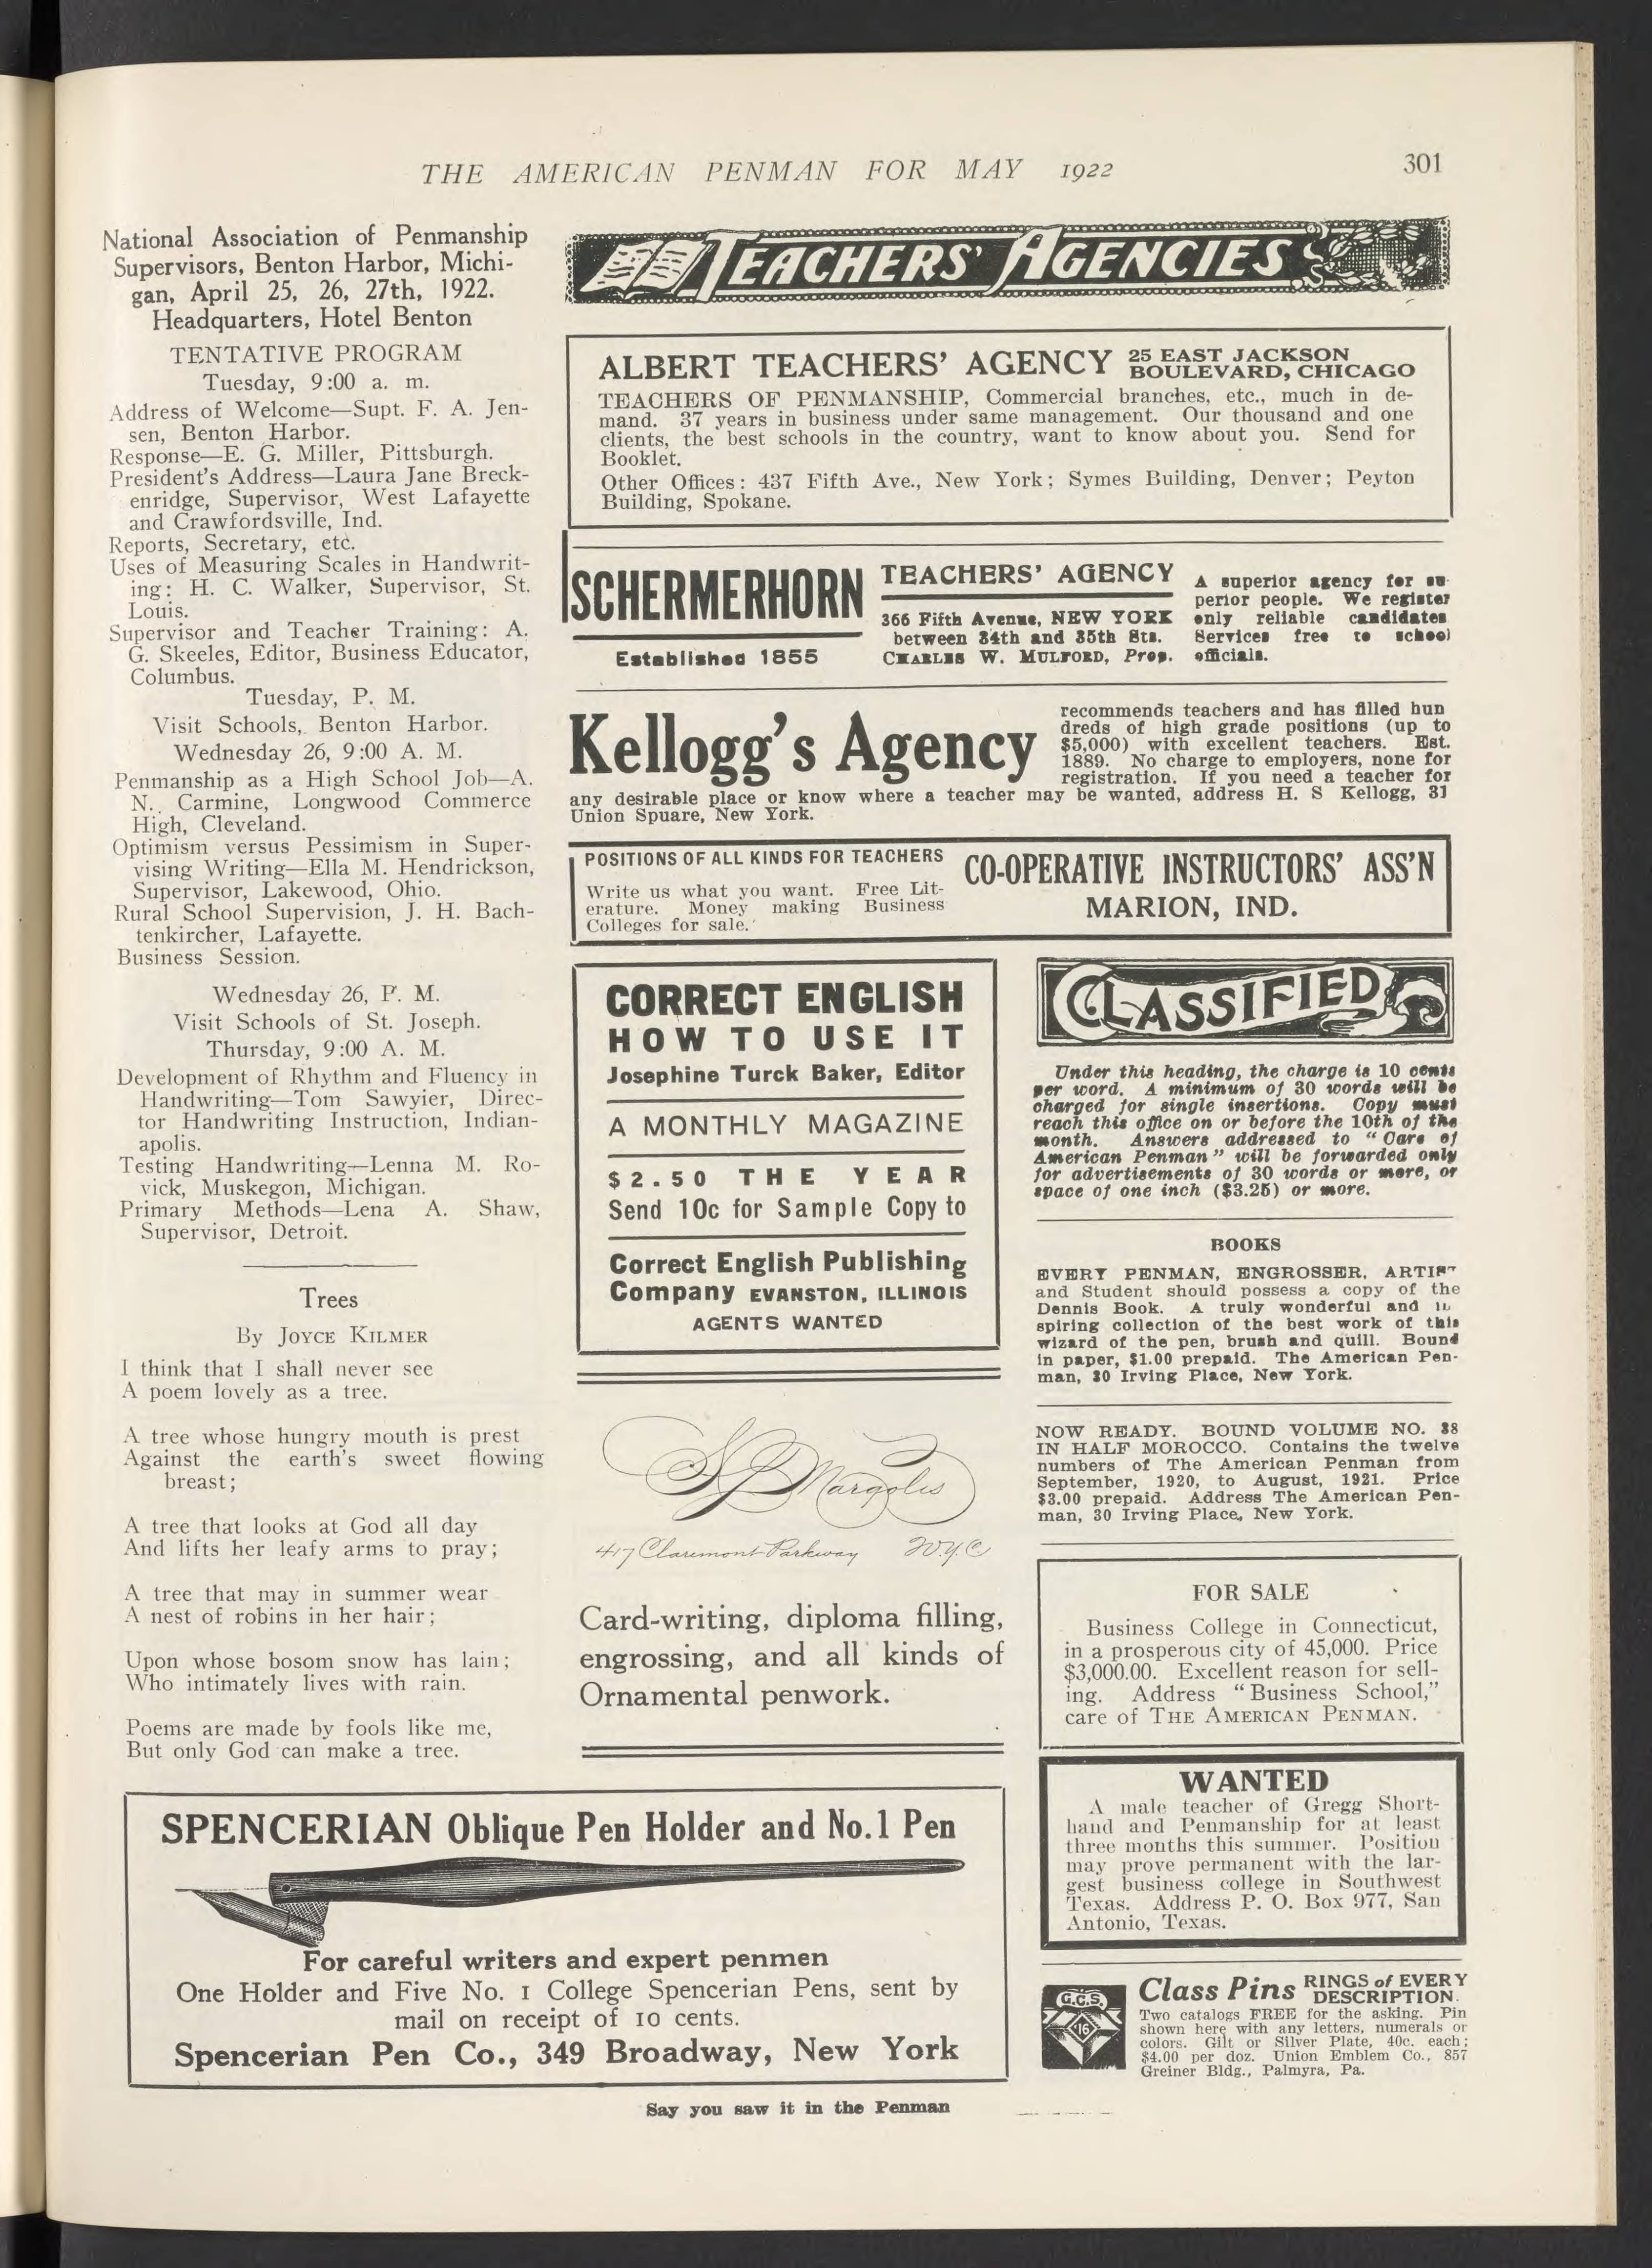 THE AMERICAN PENMAN FOR MAY 1922
301
National Association of Penmanship
Supervisors, Benton Harbor, Michi-
gan, April 25, 26, 27th, 1922.
Headquarters, Hotel Benton
TENTATIVE PROGRAM
Tuesday, 9:00 a. m.
Address of Welcome—Supt. F. A. Jen-
sen, Benton Harbor.
Response—E. G. Miller, Pittsburgh.
President's Address—Laura Jane Breck-
enridge, Supervisor, West Lafayette
and Crawfordsville, Ind.
Reports, Secretary, etc.
Uses of Measuring Scales in Handwrit-
ing: H. C. Walker, Supervisor, St.
Louis.
Supervisor and Teacher Training: A.
G. Skeeles, Editor, Business Educator,
Columbus.
Tuesday, P. M.
Visit Schools, Benton Harbor.
Wednesday 26, 9:00 A. M.
Penmanship as a High School Job—A.
N. Carmine, Longwood Commerce
High, Cleveland.
Optimism versus Pessimism in Super-
vising Writing—Ella M. Hendrickson,
Supervisor, Lakewood, Ohio.
Rural School Supervision, J. H. Bach-
tenkircher, Lafayette.
Business Session.
Wednesday 26, P. M.
Visit Schools of St. Joseph.
Thursday, 9:00 A. M.
Development of Rhythm and Fluency in
Handwriting—Tom Sawyier, Direc-
tor Handwriting Instruction, Indian-
apolis.
Testing Handwriting—Lenna M. Ro-
vick, Muskegon, Michigan.
Primary Methods—Lena A. Shaw,
Supervisor, Detroit.
Trees
By JOYCE KILMER
I think that I shall never see
A poem lovely as a tree.
A tree whose hungry mouth is prest
Against the earth's sweet flowing
breast;
A tree that looks at God all day
And lifts her leafy arms to pray;
A tree that may in summer wear
A nest of robins in her hair;
Upon whose bosom snow has lain;
Who intimately lives with rain.
Poems are made by fools like me,
But only God can make a tree.
TEACHERS' AGENCIES
ALBERT TEACHERS' AGENCY 25 EAST JACKSON
BOULEVARD, CHICAGO
TEACHERS OF PENMANSHIP, Commercial branches, etc., much in de-
mand. 37 years in business under same management. Our thousand and one
clients, the best schools in the country, want to know about you. Send for
Booklet.
Other Offices: 437 Fifth Ave., New York; Symes Building, Denver; Peyton
Building, Spokane.
SCHERMERHORN
Established 1855
TEACHERS' AGENCY
366 Fifth Avenue, NEW YORK
between 34th and 35th Sts.
CHARLES W. MULFORD, Prop.
A superior agency for su-
perior people. We register
only reliable candidates
Services free to school
officials.
Kellogg's Agency
recommends teachers and has filled hun
dreds of high grade positions (up to
$5,000) with excellent teachers. Est.
1889. No charge to employers, none for
registration. If you need a teacher for
any desirable place or know where a teacher may be wanted, address H. S Kellogg, 31
Union Spuare, New York.
POSITIONS OF ALL KINDS FOR TEACHERS
Write us what you want. Free Lit-
erature. Money making Business
Colleges for sale.
CO-OPERATIVE INSTRUCTORS' ASS'N
MARION, IND.
CORRECT ENGLISH
HOW TO USE IT
Josephine Turck Baker, Editor
A MONTHLY MAGAZINE
$2.50 THE YEAR
Send 10c for Sample Copy to
Correct English Publishing
Company EVANSTON, ILLINOIS
AGENTS WANTED
S J Margolis
417 Claremont Parkway N.Y.C
Card-writing, diploma filling,
engrossing, and all kinds of
Ornamental penwork.
CLASSIFIED
Under this heading, the charge is 10 cents
per word. A minimum of 30 words will be
charged for single insertions. Copy must
reach this office on or before the 10th of the
month. Answers addressed to "Care of
American Penman" will be forwarded only
for advertisements of 30 words or more, or
space of one inch ($3.25) or more.
BOOKS
EVERY PENMAN, ENGROSSER, ARTIST
and Student should possess a copy of the
Dennis Book. A truly wonderful and in
spiring collection of the best work of this
wizard of the pen, brush and quill. Bound
in paper, $1.00 prepaid. The American Pen-
man, 30 Irving Place, New York.
NOW READY. BOUND VOLUME NO. 38
IN HALF MOROCCO. Contains the twelve
numbers of The American Penman from
September, 1920, to August, 1921. Price
$3.00 prepaid. Address The American Pen-
man, 30 Irving Place, New York.
FOR SALE
Business College in Connecticut,
in a prosperous city of 45,000. Price
$3,000.00. Excellent reason for sell-
ing. Address "Business School,"
care of THE AMERICAN PENMAN.
WANTED
A male teacher of Gregg Short-
hand and Penmanship for at least
three months this summer. Position
may prove permanent with the lar-
gest business college in Southwest
Texas. Address P. O. Box 977, San
Antonio, Texas.
G.C.S.
'16
Class Pins RINGS of EVERY
DESCRIPTION.
Two catalogs FREE for the asking. Pin
shown here with any letters, numerals or
colors. Gilt or Silver Plate, 40c. each;
$4.00 per doz. Union Emblem Co., 857
Greiner Bldg., Palmyra, Pa.
SPENCERIAN Oblique Pen Holder and No.1 Pen
For careful writers and expert penmen
One Holder and Five No. 1 College Spencerian Pens, sent by
mail on receipt of 10 cents.
Spencerian Pen Co., 349 Broadway, New York
Say you saw it in the Penman